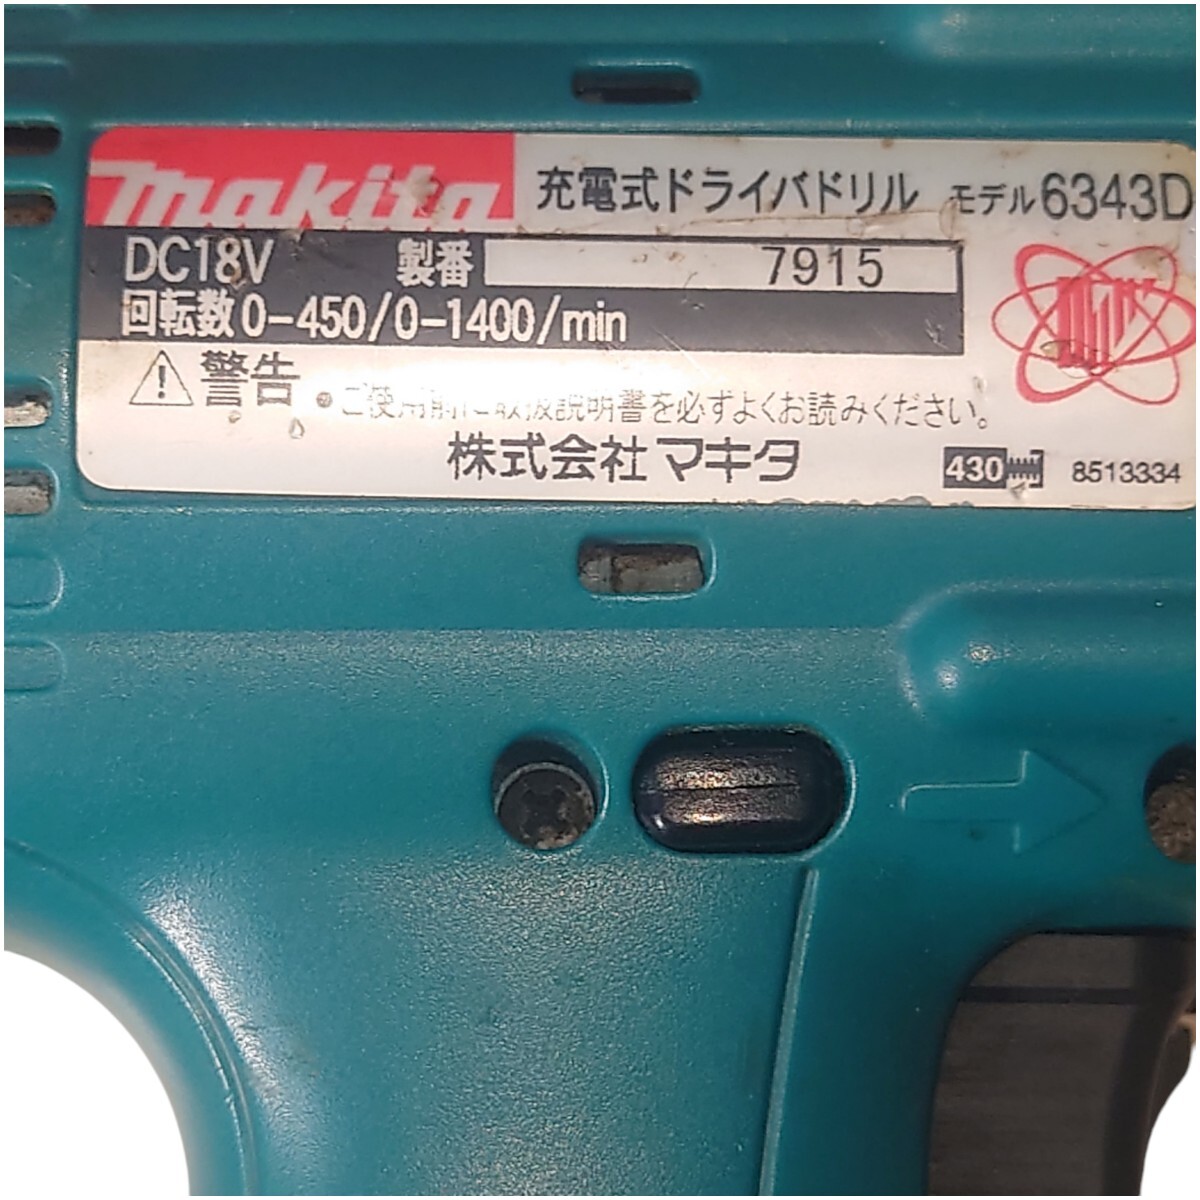 makita 充電式ドライバドリル モデル6343D
DC18V 製番 7915
回転数0-450/0-1400/min
警告 ●ご使用前に取扱説明書を必ずよくお読みください。
株式会社マキタ 430 8513334